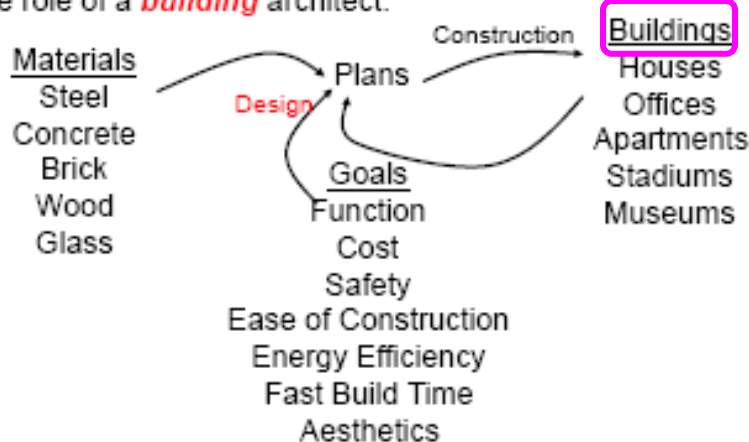 e role of a building architect.
Materials
Steel
Concrete
Brick
Wood
Glass
Design
Plans
Construction
Goals
Function
Cost
Safety
Ease of Construction
Energy Efficiency
Fast Build Time
Aesthetics
Buildings
Houses
Offices
Apartments
Stadiums
Museums